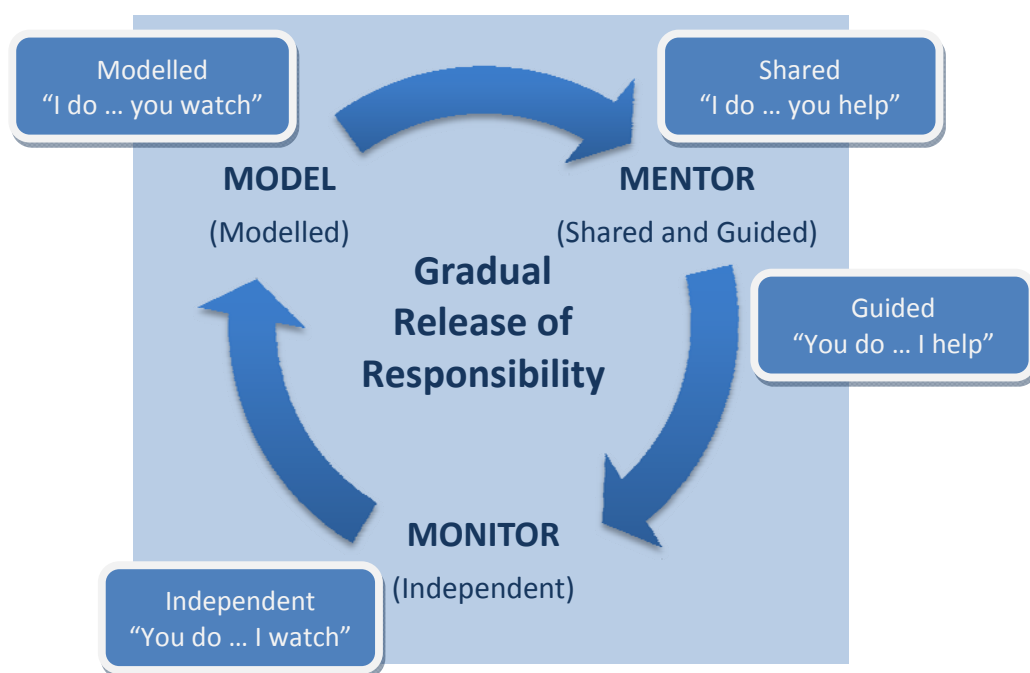 Modelled
“I do … you watch”
Shared
“I do … you help”
MODEL
(Modelled)
MENTOR
(Shared and Guided)
Gradual
Release of
Responsibility
Guided
“You do … I help”
MONITOR
(Independent)
Independent
“You do … I watch”